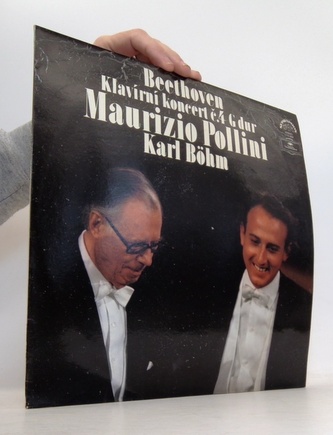 Beethoven
Klavírní koncert č.4 G dur
Maurizio Pollini
Karl Böhm